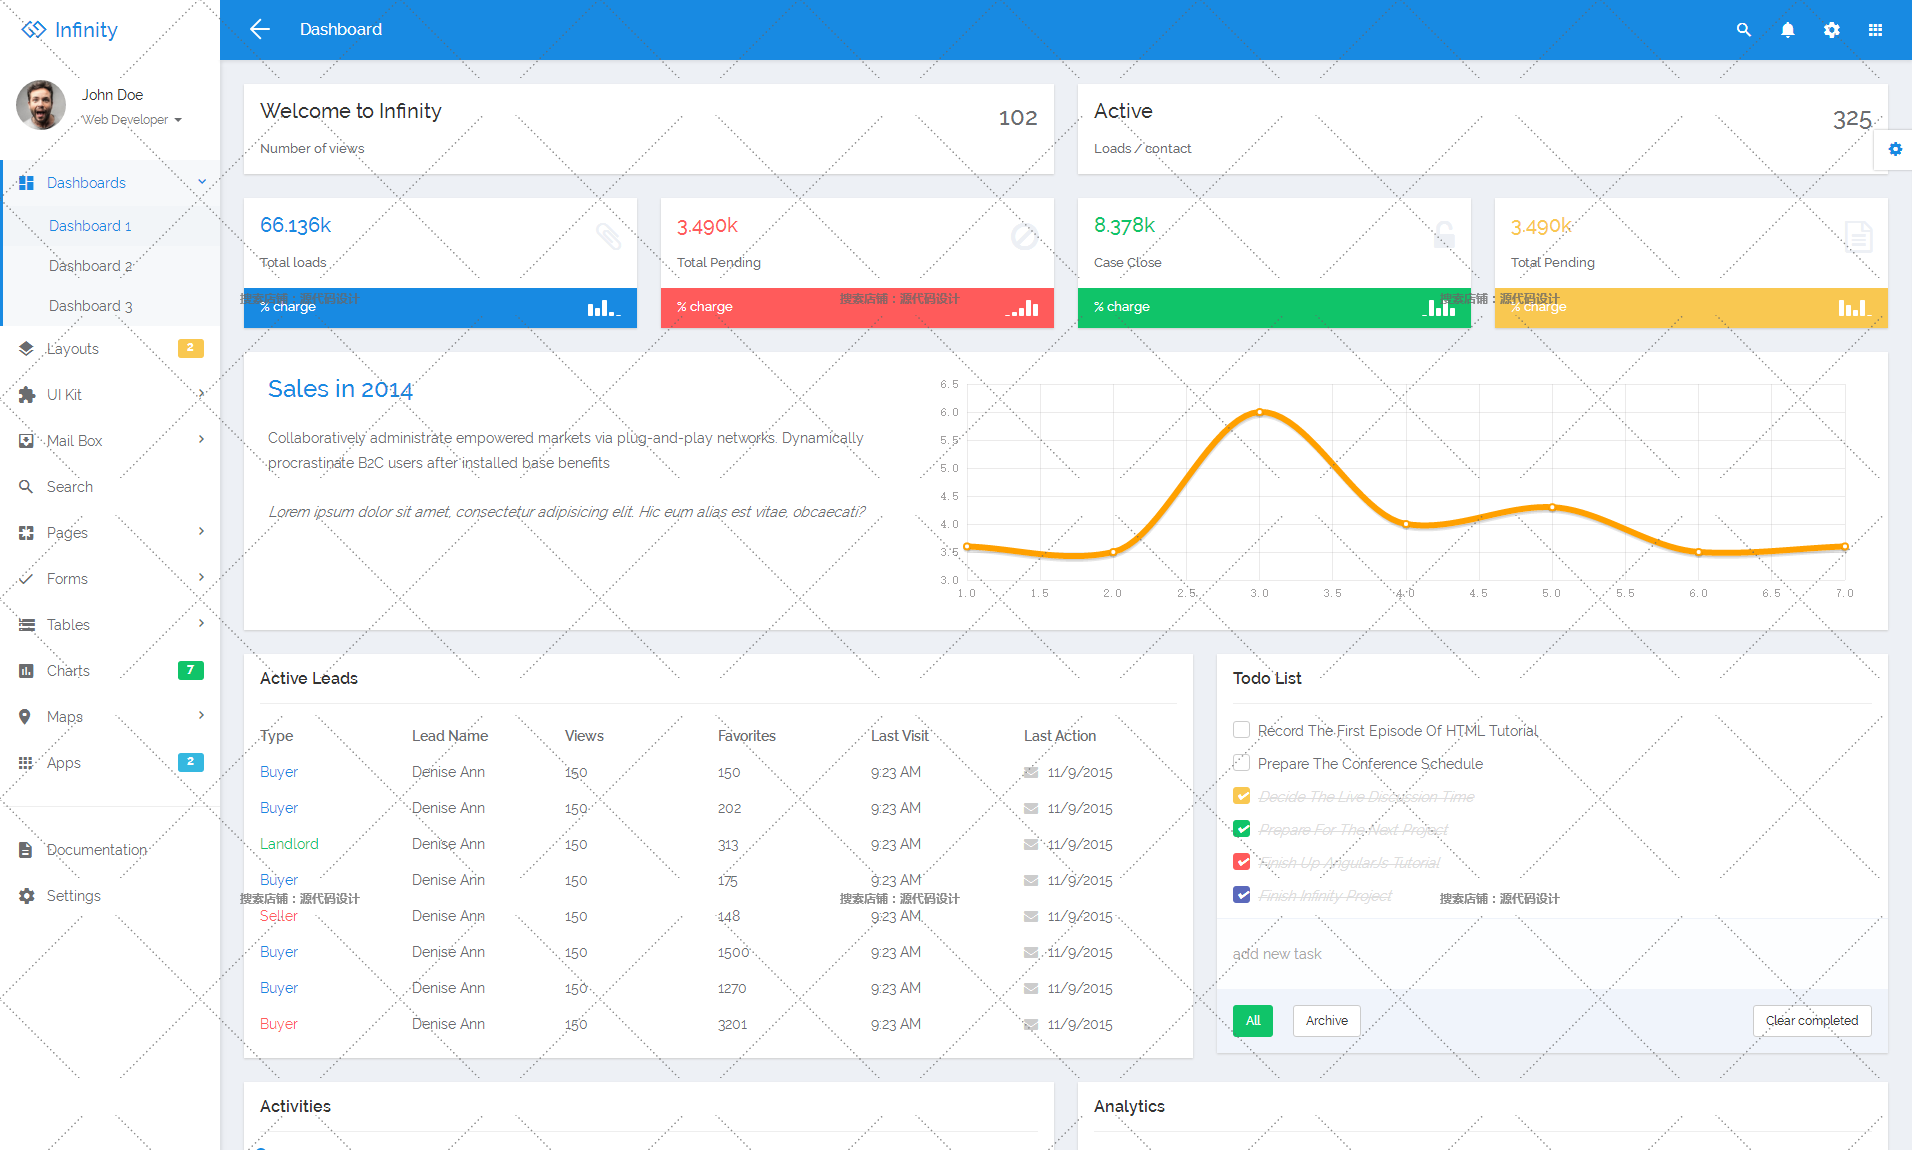 Infinity
Dashboard
John Doe
Web Developer
Dashboards
Dashboard 1
Dashboard 2
Dashboard 3
Layouts 2
UI Kit
Mail Box
Search
Pages
Forms
Tables
Charts 7
Maps
Apps 2
Documentation
Settings
Welcome to Infinity 102
Number of views
Active 325
Loads / contact
66.136k
Total loads
% charge
3.490k
Total Pending
% charge
8.378k
Case Close
% charge
3.490k
Total Pending
% charge
搜索店铺：源代码设计 搜索店铺：源代码设计 搜索店铺：源代码设计
Sales in 2014
Collaboratively administrate empowered markets via plug-and-play networks. Dynamically
procrastinate B2C users after installed base benefits
Lorem ipsum dolor sit amet, consectetur adipisicing elit. Hic eum alias est vitae, obcaecati?
6.5
6.0
5.5
5.0
4.5
4.0
3.5
3.0
1.0 1.5 2.0 2.5 3.0 3.5 4.0 4.5 5.0 5.5 6.0 6.5 7.0
Active Leads
Type Lead Name Views Favorites Last Visit Last Action
Buyer Denise Ann 150 150 9:23 AM 11/9/2015
Buyer Denise Ann 150 202 9:23 AM 11/9/2015
Landlord Denise Ann 150 313 9:23 AM 11/9/2015
Buyer Denise Ann 150 175 9:23 AM 11/9/2015
搜索店铺：源代码设计 搜索店铺：源代码设计 搜索店铺：源代码设计
Seller Denise Ann 150 148 9:23 AM 11/9/2015
Buyer Denise Ann 150 1500 9:23 AM 11/9/2015
Buyer Denise Ann 150 1270 9:23 AM 11/9/2015
Buyer Denise Ann 150 3201 9:23 AM 11/9/2015
Todo List
Record The First Episode Of HTML Tutorial
Prepare The Conference Schedule
Decide The Live Discussion Time
Prepare For The Next Project
Finish Up AngularJs Tutorial
Finish Infinity Project
add new task
All Archive Clear completed
Activities
Analytics